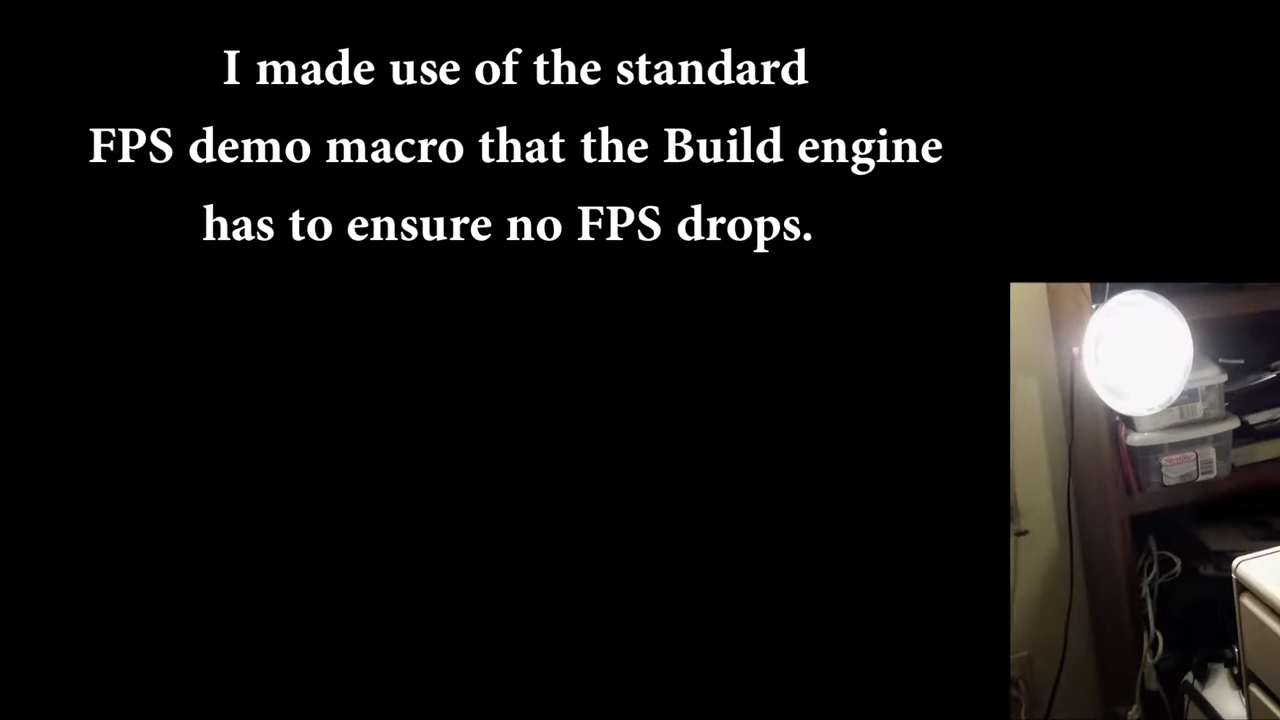 I made use of the standard
FPS demo macro that the Build engine
has to ensure no FPS drops.